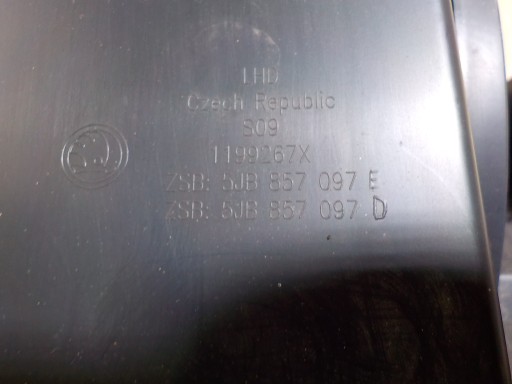 LHD
Czech Republic
S09
1199267X
ZSB: 5JB 857 097 E
ZSB: 5JB 857 097 D